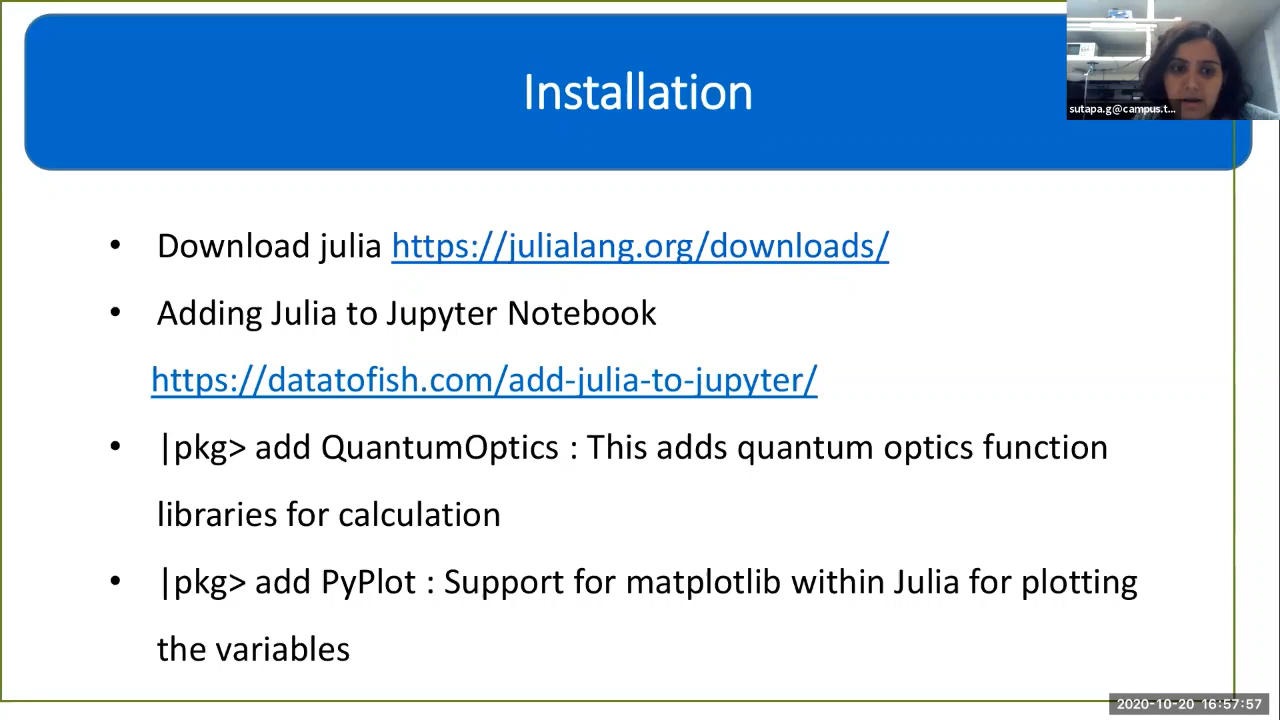 Installation
sutapa.g@campus.t...
• Download julia https://julialang.org/downloads/
• Adding Julia to Jupyter Notebook
https://datatofish.com/add-julia-to-jupyter/
• |pkg> add QuantumOptics : This adds quantum optics function
libraries for calculation
• |pkg> add PyPlot : Support for matplotlib within Julia for plotting
the variables
2020-10-20 16:57:57